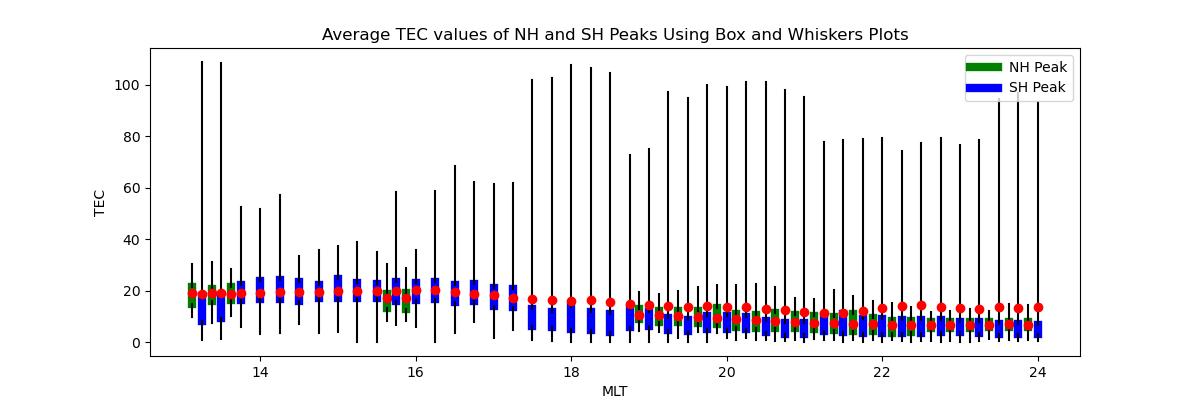 Average TEC values of NH and SH Peaks Using Box and Whiskers Plots
NH Peak
SH Peak
TEC
100
80
60
40
20
0
14 16 18 20 22 24
MLT